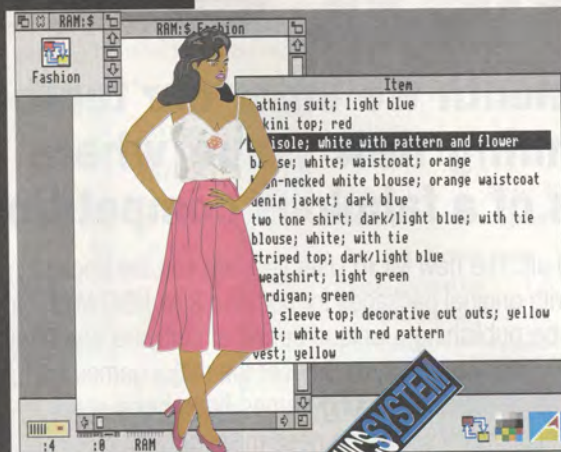 RAM:$
RAM:$.Fashion
Fashion
Item
athing suit; light blue
kini top; red
isole; white with pattern and flower
bl se; white; waistcoat; orange
h-necked white blouse; orange waistcoat
denim jacket; dark blue
two tone shirt; dark/light blue; with tie
blouse; white; with tie
striped top; dark/light blue
weatshirt; light green
rdigan; green
p sleeve top; decorative cut outs; yellow
t; white with red pattern
vest; yellow
:4 :0 RAM
SYSTEM